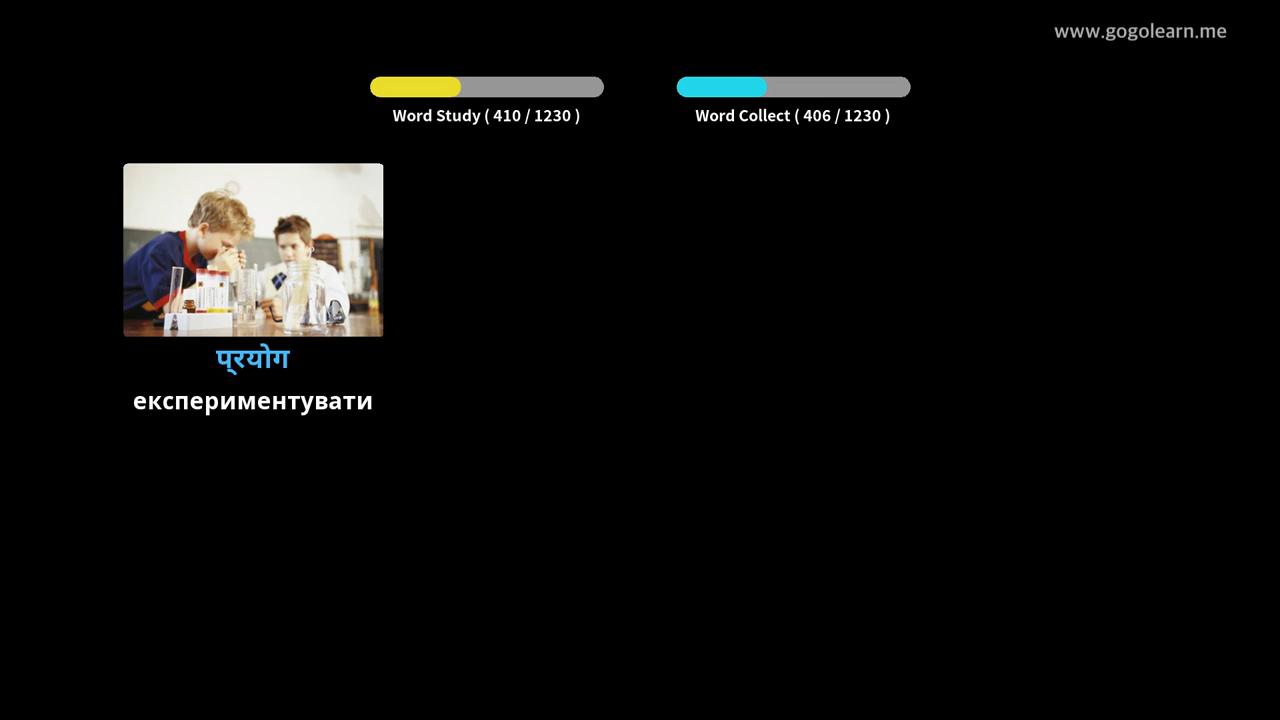 www.gogolearn.me
Word Study ( 410 / 1230 )
Word Collect ( 406 / 1230 )
प्रयोग
експериментувати